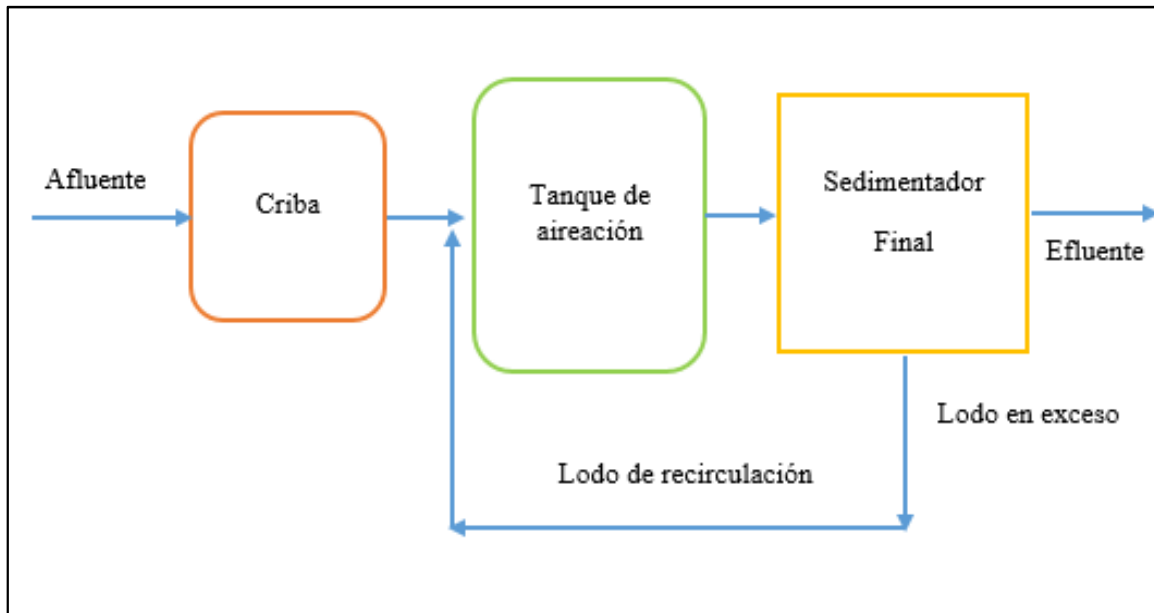 Afluente
Criba
Tanque de
aireación
Sedimentador
Final
Efluente
Lodo en exceso
Lodo de recirculación